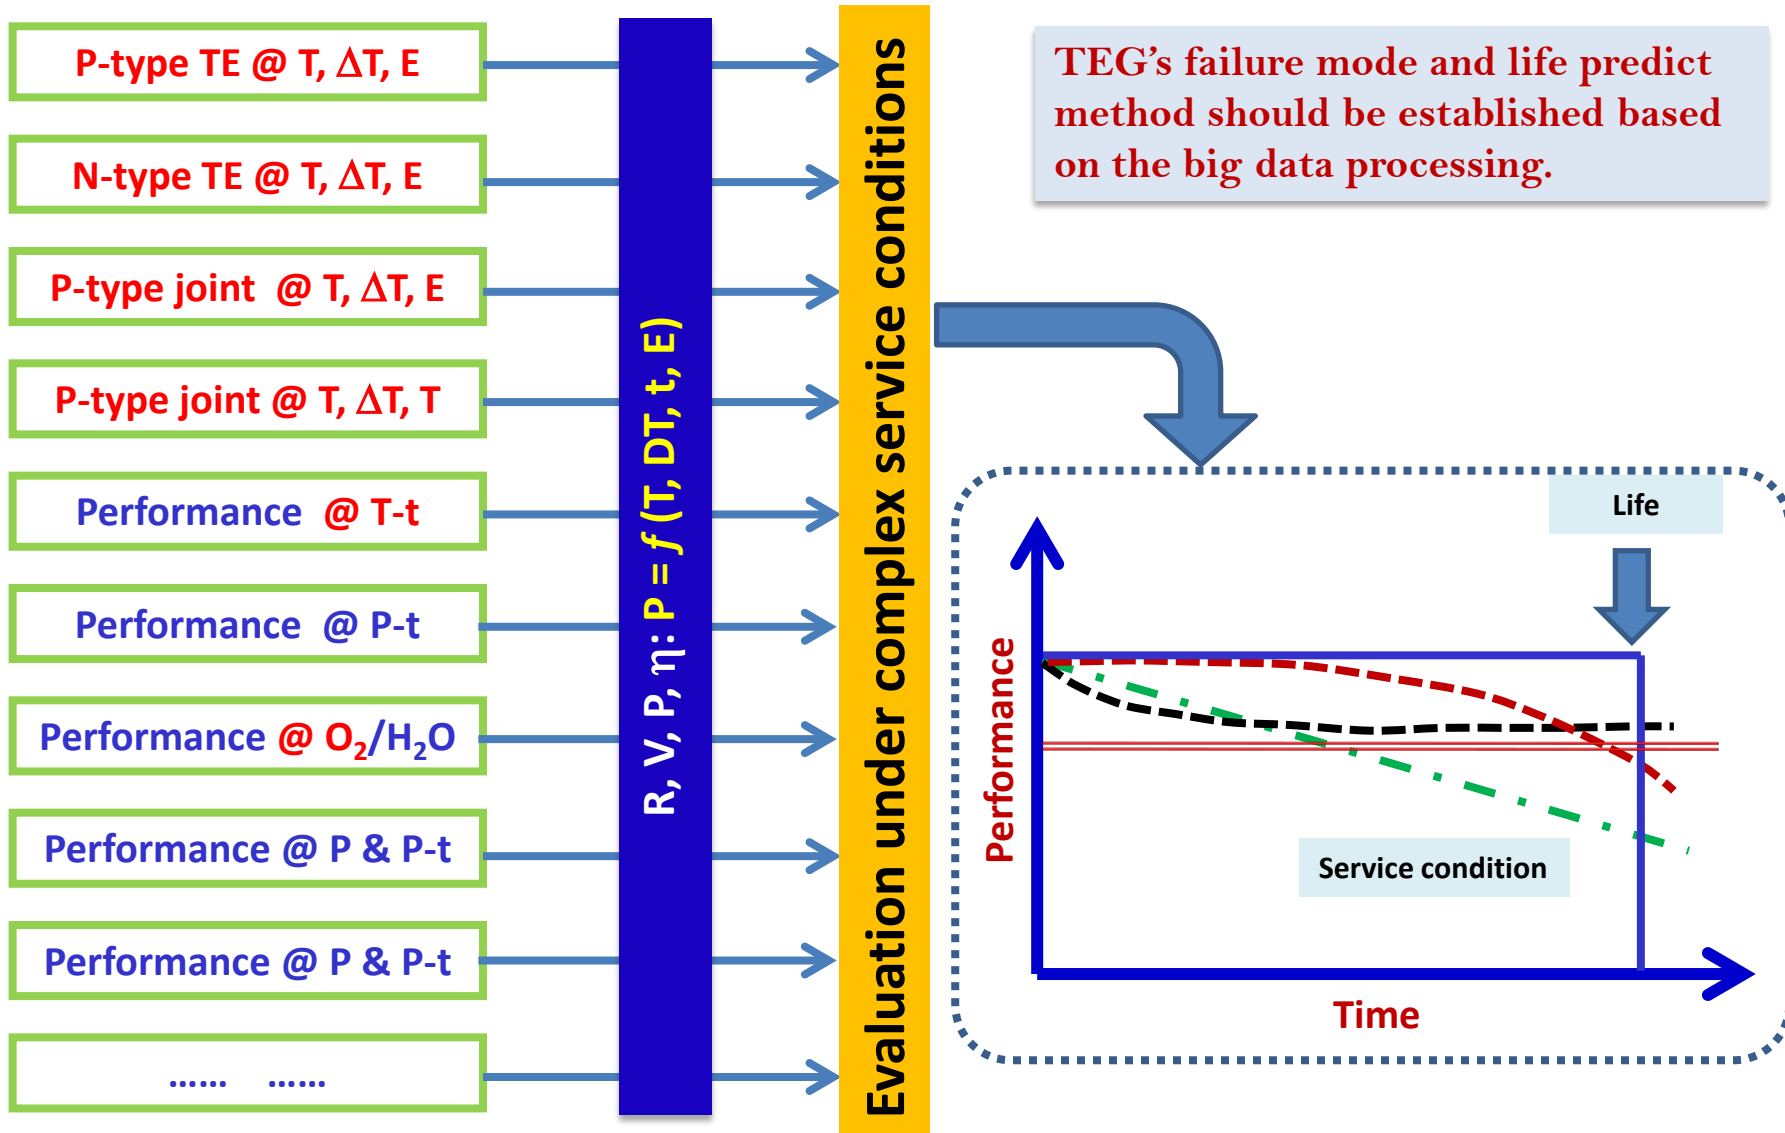 P-type TE @ T, ΔT, E
N-type TE @ T, ΔT, E
P-type joint @ T, ΔT, E
P-type joint @ T, ΔT, T
Performance @ T-t
Performance @ P-t
Performance @ O₂/H₂O
Performance @ P & P-t
Performance @ P & P-t
...... ......
R, V, P, η: P = f (T, DT, t, E)
Evaluation under complex service conditions
TEG’s failure mode and life predict
method should be established based
on the big data processing.
Life
Performance
Service condition
Time